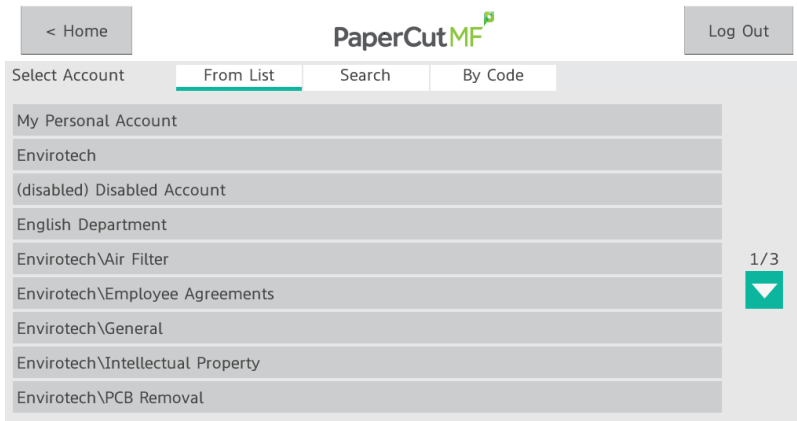 < Home
PaperCutMF
Log Out
Select Account
From List
Search
By Code
My Personal Account
Envirotech
(disabled) Disabled Account
English Department
Envirotech\Air Filter
1/3
Envirotech\Employee Agreements
Envirotech\General
Envirotech\Intellectual Property
Envirotech\PCB Removal